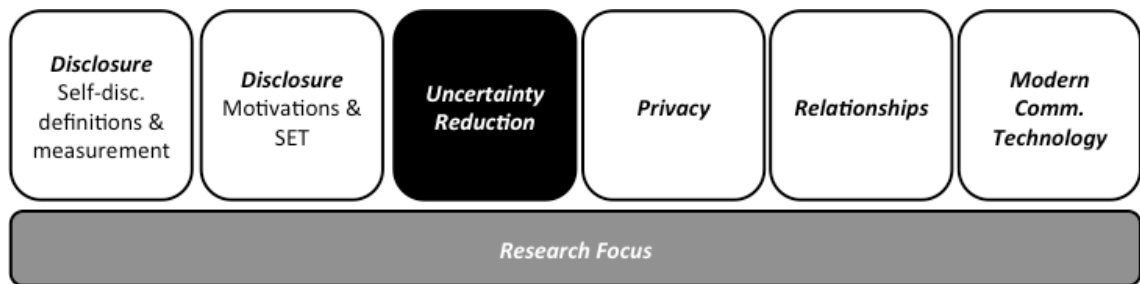 Disclosure
Self-disc.
definitions &
measurement
Disclosure
Motivations &
SET
Uncertainty
Reduction
Privacy
Relationships
Modern
Comm.
Technology
Research Focus